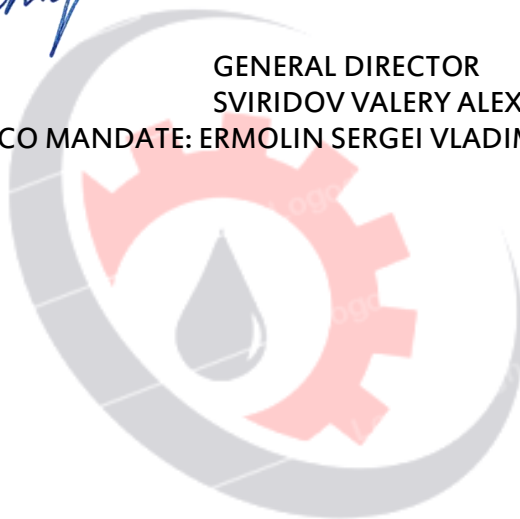 GENERAL DIRECTOR
SVIRIDOV VALERY ALEX
CO MANDATE: ERMOLIN SERGEI VLADIM